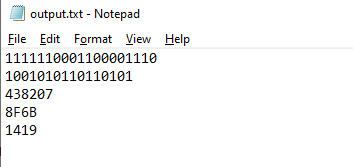 output.txt - Notepad
File Edit Format View Help
1111110001100001110
1001010110110101
438207
8F6B
1419